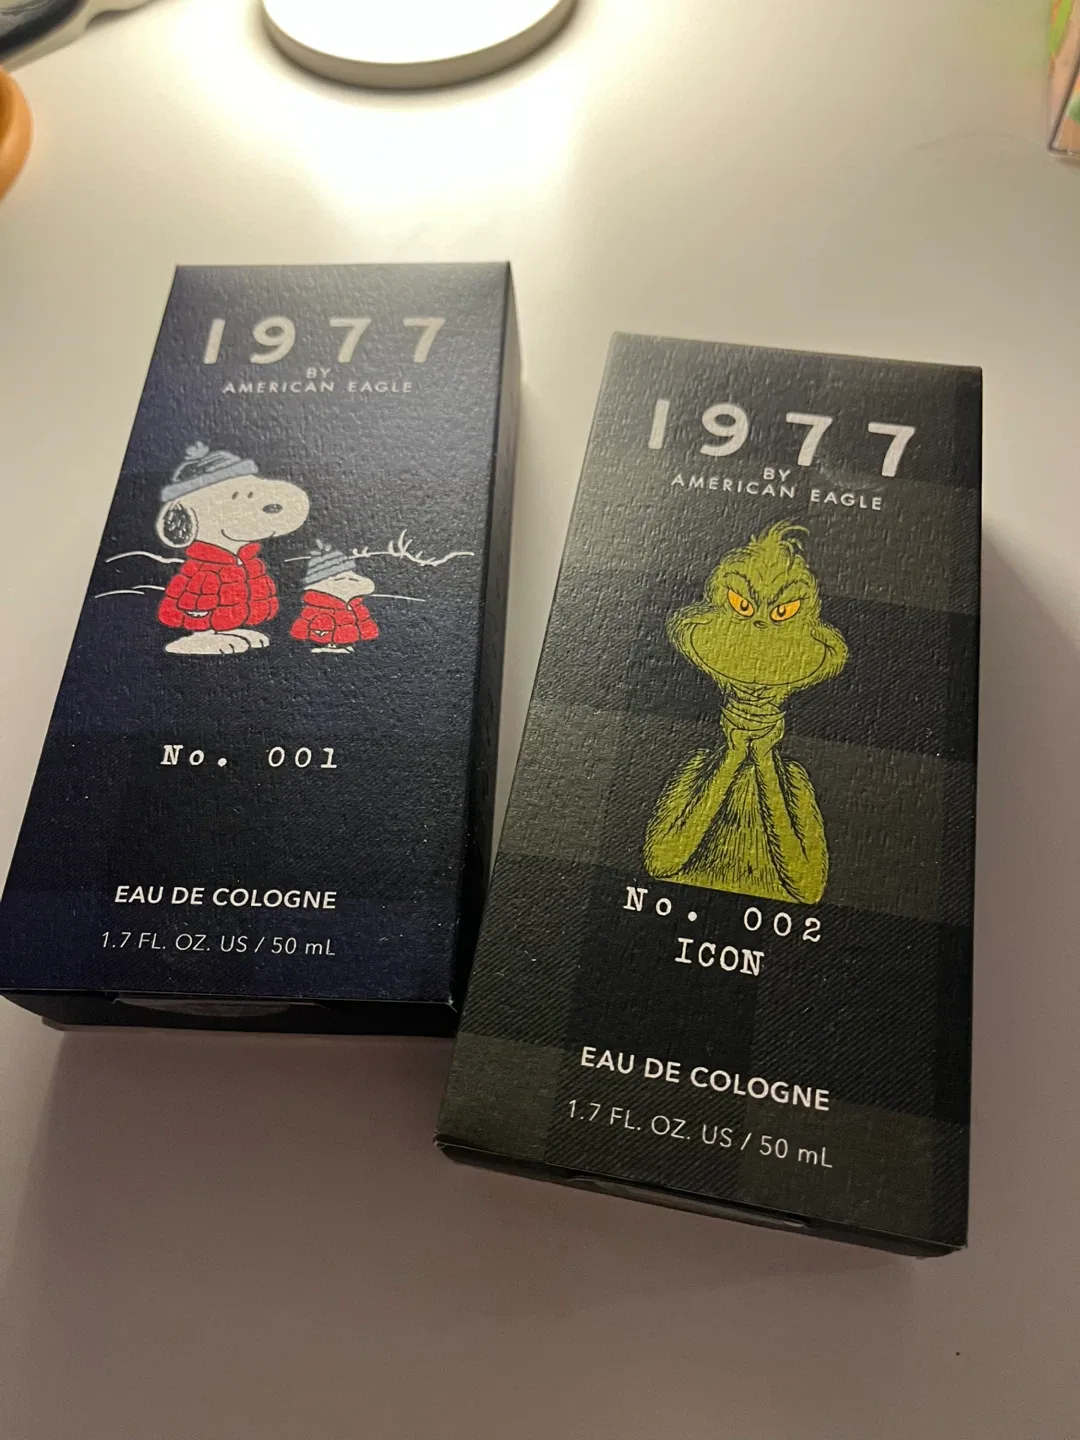 1977
BY
AMERICAN EAGLE
No. 001
EAU DE COLOGNE
1.7 FL. OZ. US / 50 mL
1977
BY
AMERICAN EAGLE
No. 002
ICON
EAU DE COLOGNE
1.7 FL. OZ. US / 50 mL